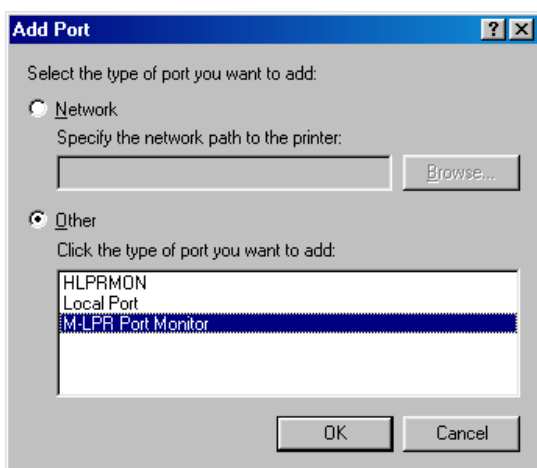 Add Port
Select the type of port you want to add:
Network
Specify the network path to the printer:
Browse...
Other
Click the type of port you want to add:
HLPRMON
Local Port
M-LPR Port Monitor
OK
Cancel